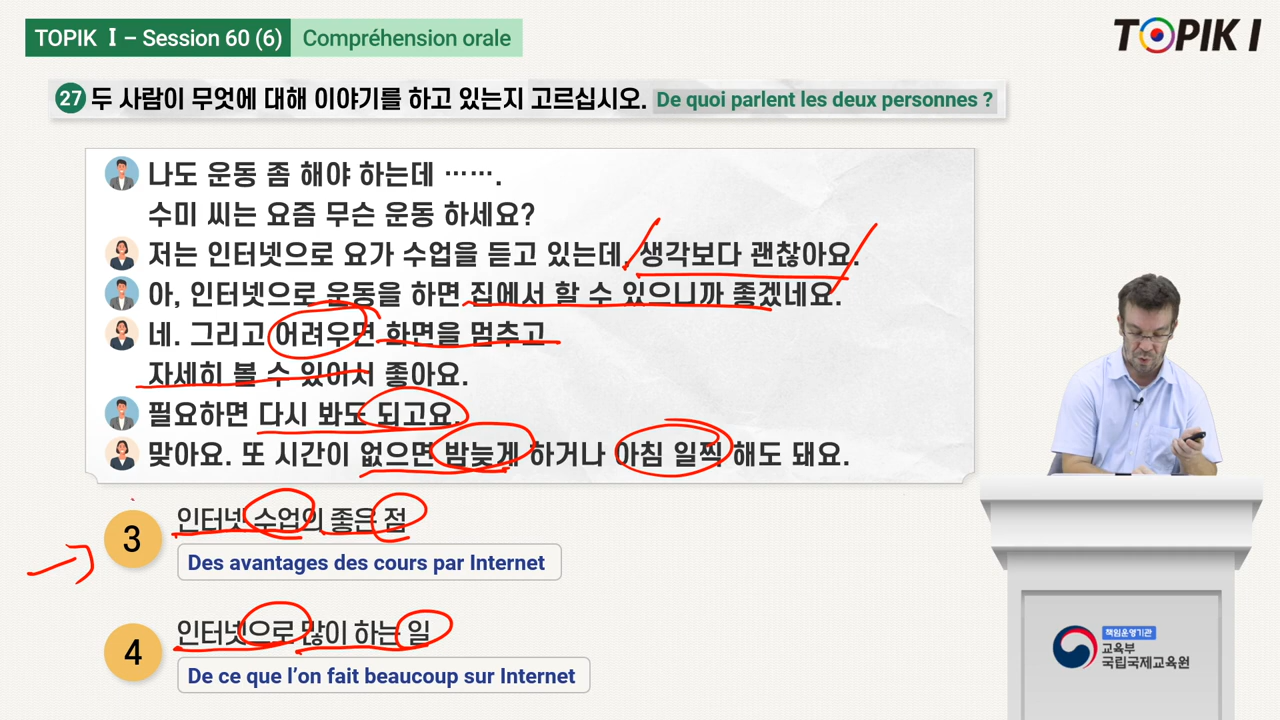 TOPIK Ⅰ – Session 60 (6) Compréhension orale
TOPIK I
27 두 사람이 무엇에 대해 이야기를 하고 있는지 고르십시오. De quoi parlent les deux personnes ?
나도 운동 좀 해야 하는데 …….
수미 씨는 요즘 무슨 운동 하세요?
저는 인터넷으로 요가 수업을 듣고 있는데, 생각보다 괜찮아요.
아, 인터넷으로 운동을 하면 집에서 할 수 있으니까 좋겠네요.
네. 그리고 어려우면 화면을 멈추고
자세히 볼 수 있어서 좋아요.
필요하면 다시 봐도 되고요.
맞아요. 또 시간이 없으면 밤늦게 하거나 아침 일찍 해도 돼요.
3 인터넷 수업의 좋은 점
Des avantages des cours par Internet
4 인터넷으로 많이 하는 일
De ce que l’on fait beaucoup sur Internet
책임운영기관
교육부
국립국제교육원